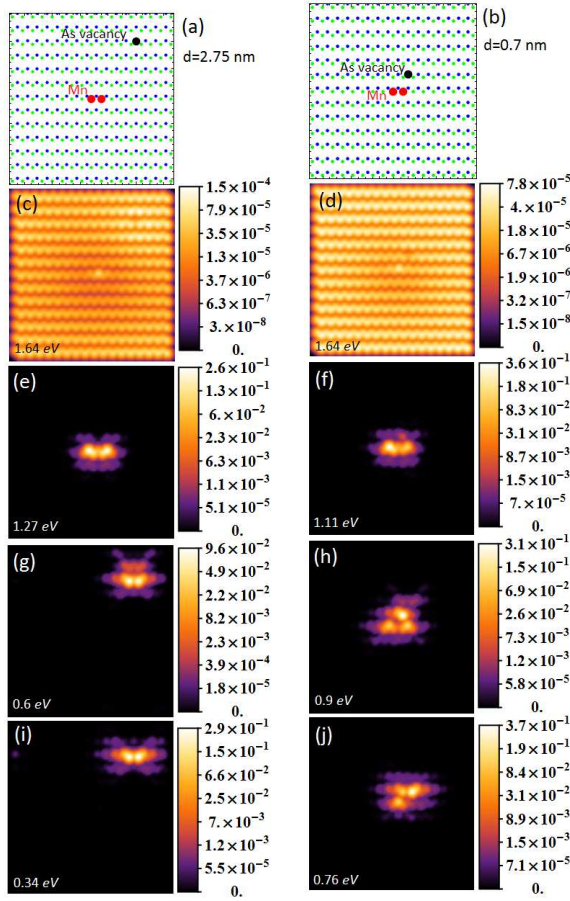 (a)
d=2.75 nm
As vacancy
Mn
(b)
d=0.7 nm
As vacancy
Mn
(c)
1.64 eV
1.5×10⁻⁴
7.9×10⁻⁵
3.5×10⁻⁵
1.3×10⁻⁵
3.7×10⁻⁶
6.3×10⁻⁷
3.×10⁻⁸
0.
(d)
1.64 eV
7.8×10⁻⁵
4.×10⁻⁵
1.8×10⁻⁵
6.7×10⁻⁶
1.9×10⁻⁶
3.2×10⁻⁷
1.5×10⁻⁸
0.
(e)
1.27 eV
2.6×10⁻¹
1.3×10⁻¹
6.×10⁻²
2.3×10⁻²
6.3×10⁻³
1.1×10⁻³
5.1×10⁻⁵
0.
(f)
1.11 eV
3.6×10⁻¹
1.8×10⁻¹
8.3×10⁻²
3.1×10⁻²
8.7×10⁻³
1.5×10⁻³
7.×10⁻⁵
0.
(g)
0.6 eV
9.6×10⁻²
4.9×10⁻²
2.2×10⁻²
8.3×10⁻³
2.3×10⁻³
3.9×10⁻⁴
1.8×10⁻⁵
0.
(h)
0.9 eV
3.1×10⁻¹
1.5×10⁻¹
7.×10⁻²
2.6×10⁻²
7.3×10⁻³
1.2×10⁻³
5.8×10⁻⁵
0.
(i)
0.34 eV
2.9×10⁻¹
1.4×10⁻¹
6.6×10⁻²
2.5×10⁻²
7.×10⁻³
1.2×10⁻³
5.5×10⁻⁵
0.
(j)
0.76 eV
3.7×10⁻¹
1.9×10⁻¹
8.4×10⁻²
3.1×10⁻²
8.9×10⁻³
1.5×10⁻³
7.1×10⁻⁵
0.